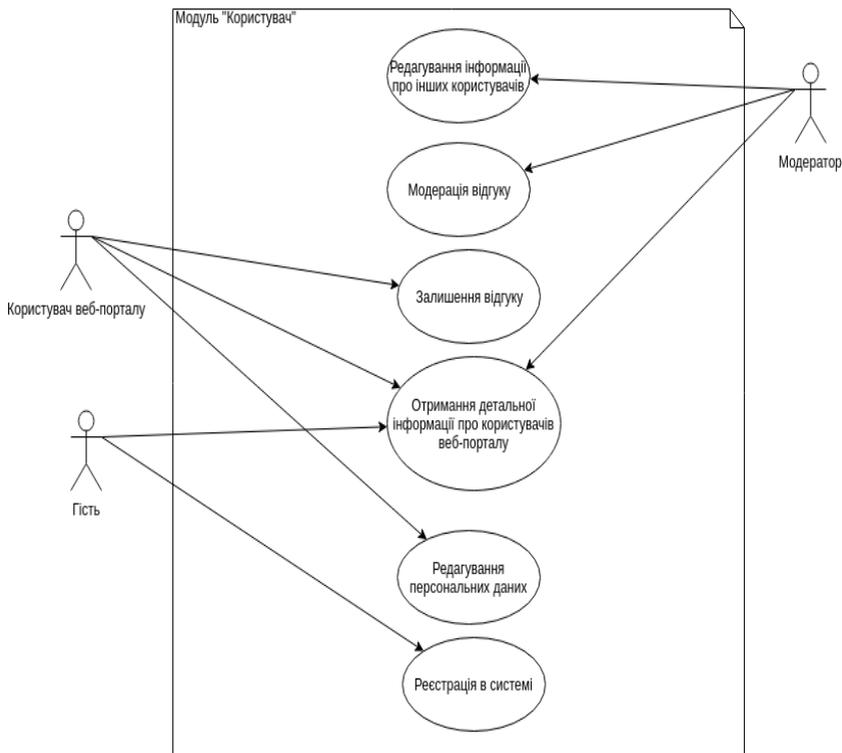 Модуль "Користувач"
Редагування інформації
про інших користувачів
Модератор
Модерація відгуку
Користувач веб-порталу
Залишення відгуку
Отримання детальної
інформації про користувачів
веб-порталу
Гість
Редагування
персональних даних
Реєстрація в системі